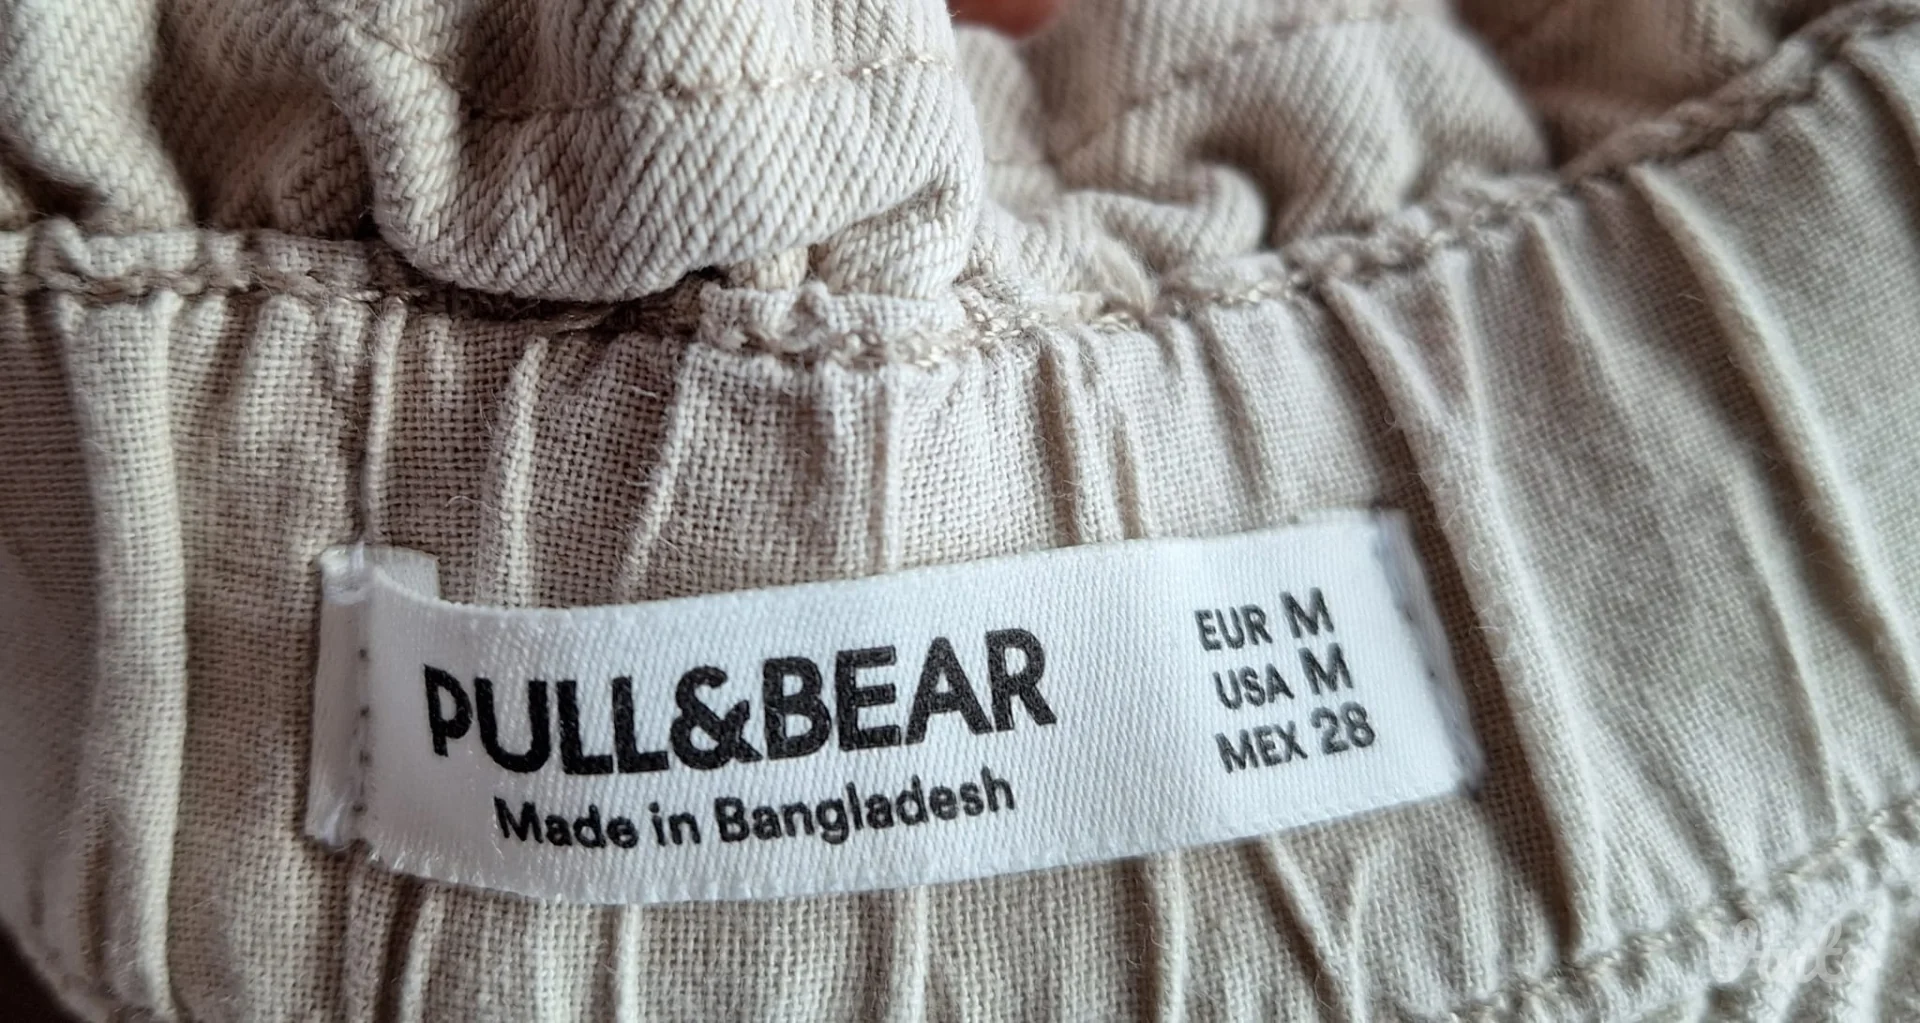 PULL&BEAR
Made in Bangladesh
EUR M
USA M
MEX 28